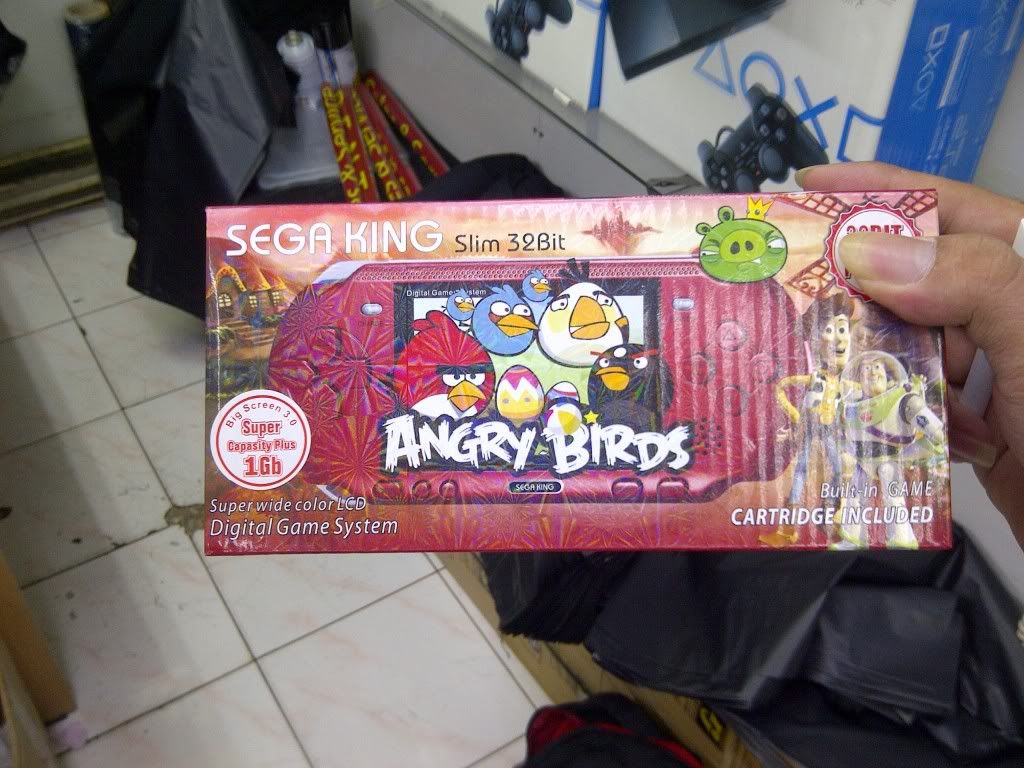 SEGA KING Slim 32Bit
Digital Game System
32BIT
ANGRY BIRDS
SEGA KING
Big Screen 3.0
Super
Capasity Plus
1Gb
Super wide color LCD
Digital Game System
Built-in GAME
CARTRIDGE INCLUDED